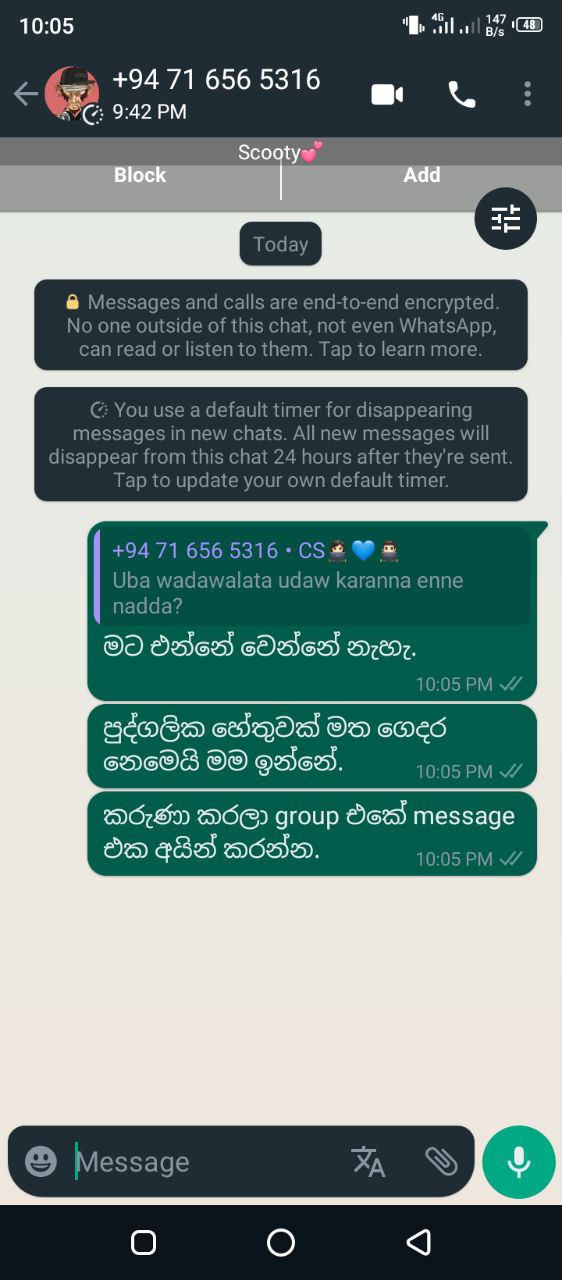 10:05
4G
147
B/s
48
+94 71 656 5316
9:42 PM
Scooty💕
Block
Add
Today
🔒 Messages and calls are end-to-end encrypted.
No one outside of this chat, not even WhatsApp,
can read or listen to them. Tap to learn more.
You use a default timer for disappearing
messages in new chats. All new messages will
disappear from this chat 24 hours after they're sent.
Tap to update your own default timer.
+94 71 656 5316 • CS👩🏻‍💻💙👨🏻‍💻
Uba wadawalata udaw karanna enne
nadda?
මට එන්නේ වෙන්නේ නැහැ.
10:05 PM
පුද්ගලික හේතුවක් මත ගෙදර
නෙමෙයි මම ඉන්නේ.
10:05 PM
කරුණා කරලා group එකේ message
එක අයින් කරන්න.
10:05 PM
Message